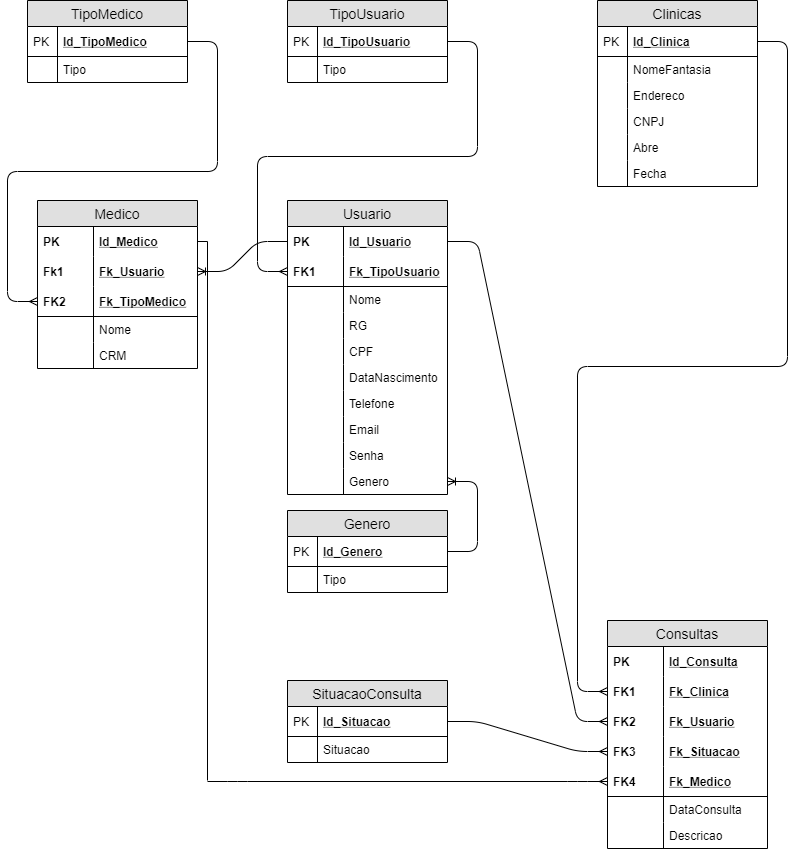 TipoMedico
PK Id_TipoMedico
Tipo
TipoUsuario
PK Id_TipoUsuario
Tipo
Clinicas
PK Id_Clinica
NomeFantasia
Endereco
CNPJ
Abre
Fecha
Medico
PK Id_Medico
Fk1 Fk_Usuario
FK2 Fk_TipoMedico
Nome
CRM
Usuario
PK Id_Usuario
FK1 Fk_TipoUsuario
Nome
RG
CPF
DataNascimento
Telefone
Email
Senha
Genero
Genero
PK Id_Genero
Tipo
SituacaoConsulta
PK Id_Situacao
Situacao
Consultas
PK Id_Consulta
FK1 Fk_Clinica
FK2 Fk_Usuario
FK3 Fk_Situacao
FK4 Fk_Medico
DataConsulta
Descricao